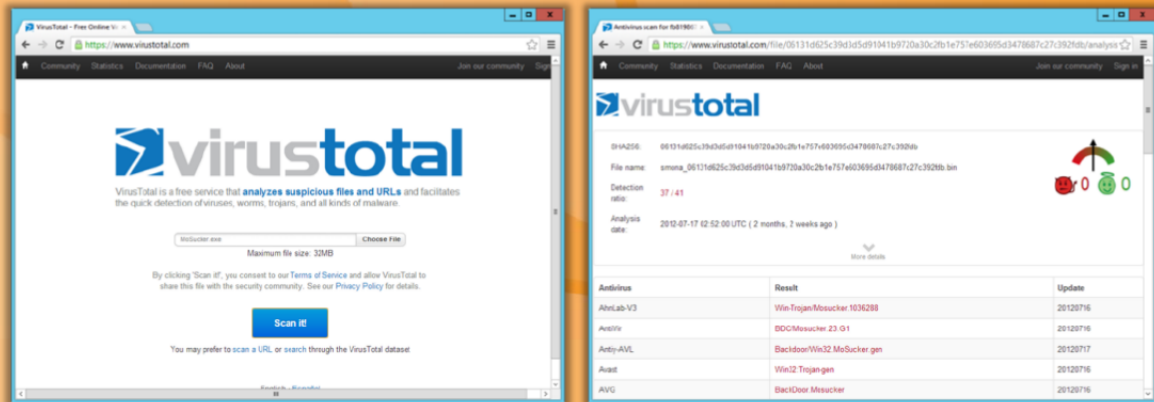 VirusTotal - Free Online Vi
https://www.virustotal.com
Community Statistics Documentation FAQ About Join our community Sign
virustotal
VirusTotal is a free service that analyzes suspicious files and URLs and facilitates
the quick detection of viruses, worms, trojans, and all kinds of malware.
MoSucker.exe Choose File
Maximum file size: 32MB
By clicking 'Scan it!', you consent to our Terms of Service and allow VirusTotal to
share this file with the security community. See our Privacy Policy for details.
Scan it!
You may prefer to scan a URL or search through the VirusTotal dataset
English - Español
Antivirus scan for
https://www.virustotal.com/file/
Community Statistics Documentation FAQ About Join our community Sign in
virustotal
SHA256:
File name:
Detection ratio: 37 / 41
0 0
Analysis date: 2012-07-17 02:52:00 UTC ( 2 months, 2 weeks ago )
More details
Antivirus Result Update
AhnLab-V3 Win-Trojan/Mosucker.1036288 20120716
AntiVir BDC/Mosucker.23.G1 20120716
Antiy-AVL Backdoor/Win32.MoSucker.gen 20120717
Avast Win32:Trojan-gen 20120716
AVG BackDoor.Mosucker 20120716